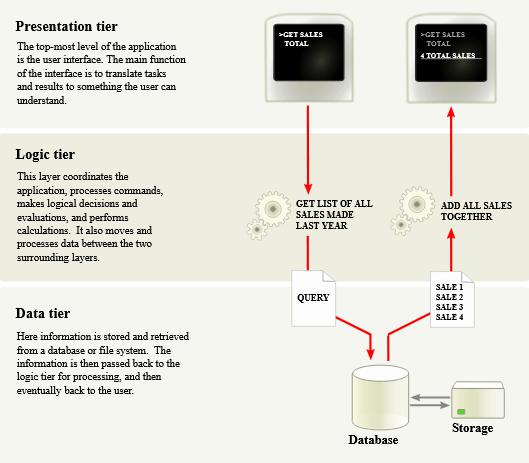 Presentation tier
The top-most level of the application
is the user interface. The main function
of the interface is to translate tasks
and results to something the user can
understand.
>GET SALES
TOTAL
>GET SALES
TOTAL
4 TOTAL SALES
Logic tier
This layer coordinates the
application, processes commands,
makes logical decisions and
evaluations, and performs
calculations. It also moves and
processes data between the two
surrounding layers.
GET LIST OF ALL
SALES MADE
LAST YEAR
ADD ALL SALES
TOGETHER
Data tier
Here information is stored and retrieved
from a database or file system. The
information is then passed back to the
logic tier for processing, and then
eventually back to the user.
QUERY
SALE 1
SALE 2
SALE 3
SALE 4
Database
Storage